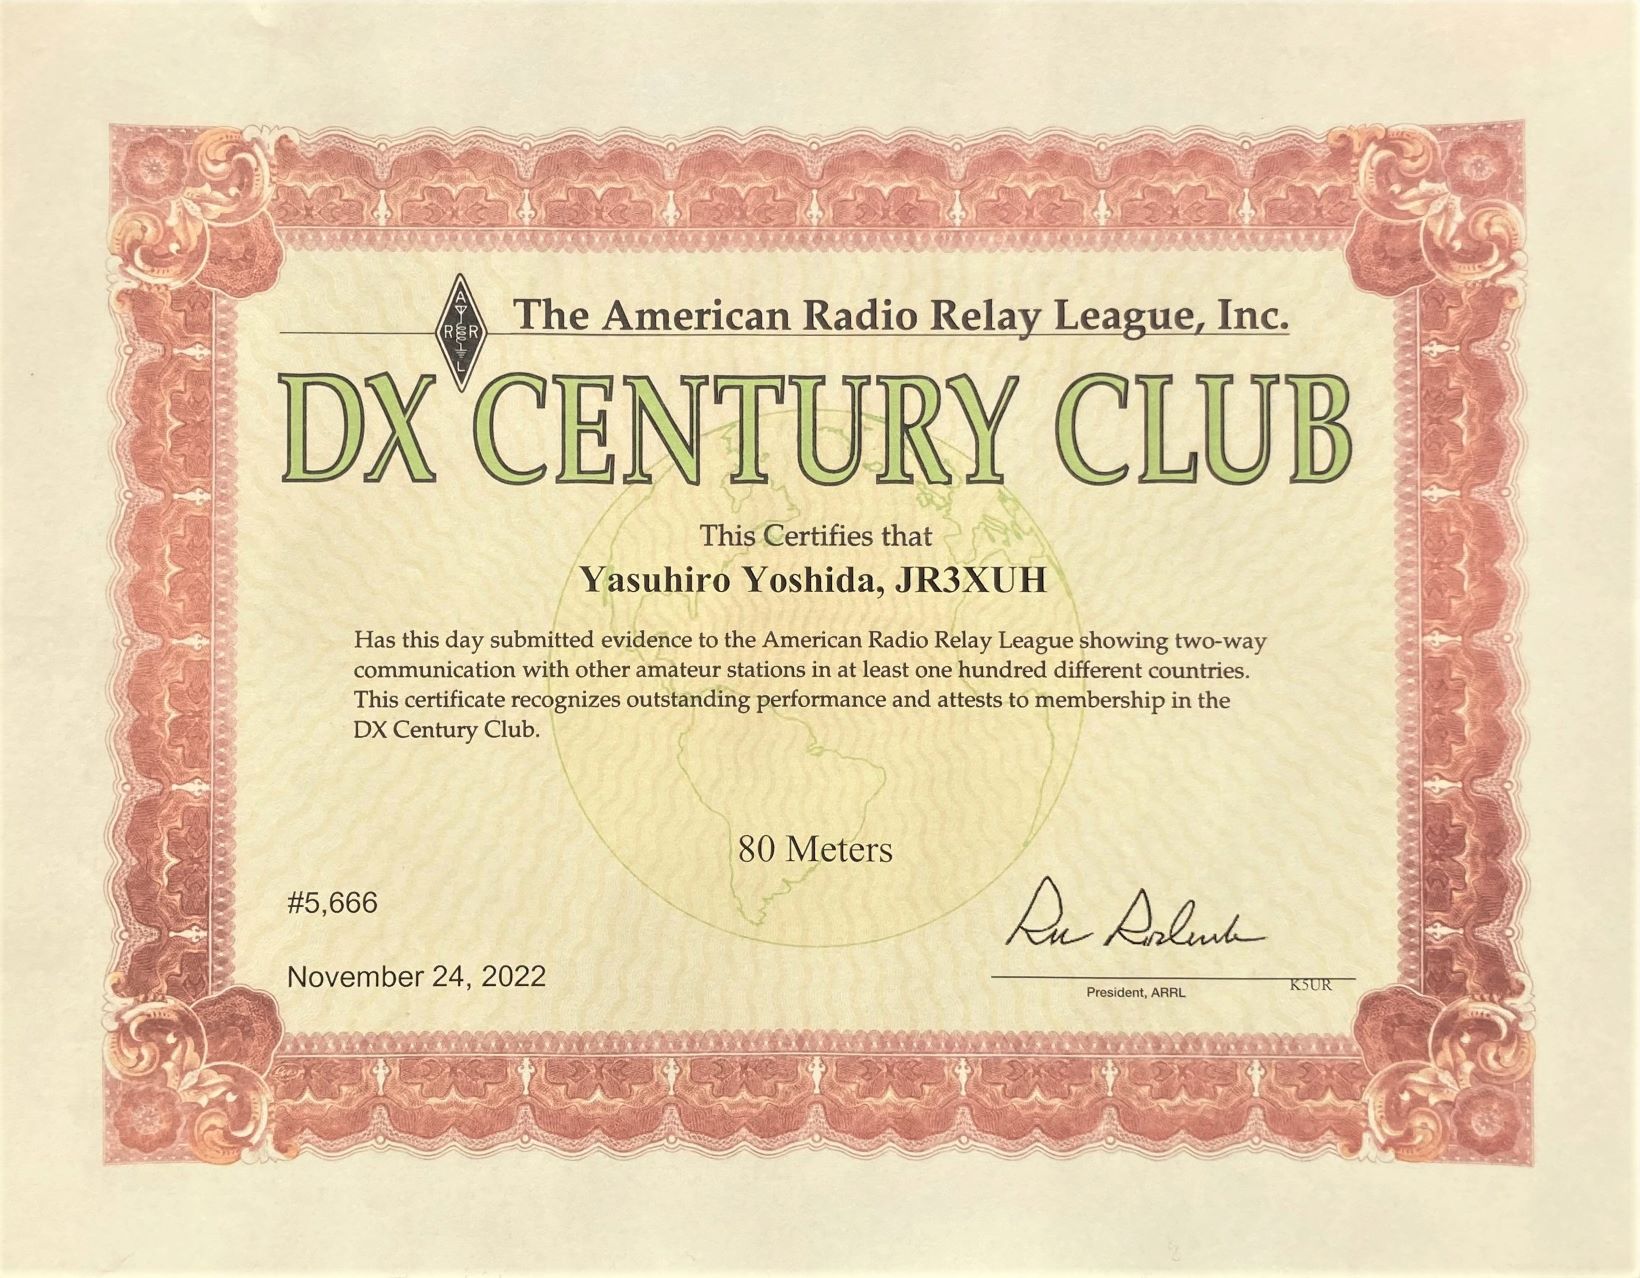 The American Radio Relay League, Inc.
A
R R
L
DX CENTURY CLUB
This Certifies that
Yasuhiro Yoshida, JR3XUH
Has this day submitted evidence to the American Radio Relay League showing two-way
communication with other amateur stations in at least one hundred different countries.
This certificate recognizes outstanding performance and attests to membership in the
DX Century Club.
80 Meters
#5,666
November 24, 2022
President, ARRL
K5UR